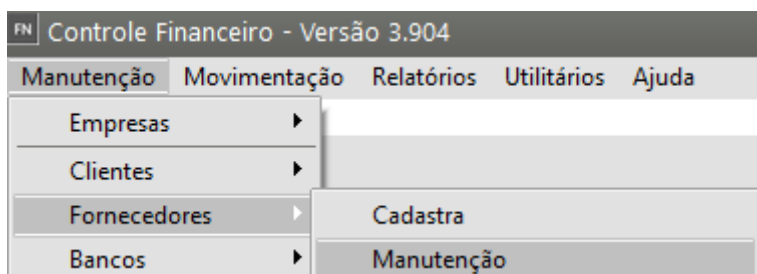 FN Controle Financeiro - Versão 3.904
Manutenção Movimentação Relatórios Utilitários Ajuda
Empresas
Clientes
Fornecedores Cadastra
Bancos Manutenção